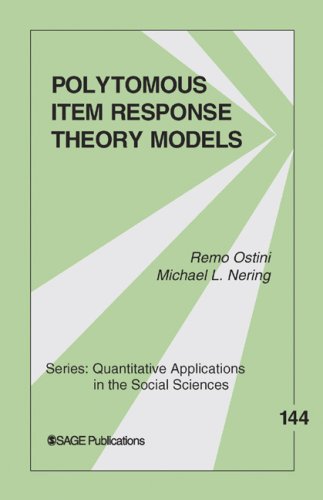 POLYTOMOUS
ITEM RESPONSE
THEORY MODELS
Remo Ostini
Michael L. Nering
Series: Quantitative Applications
in the Social Sciences
144
SAGE Publications